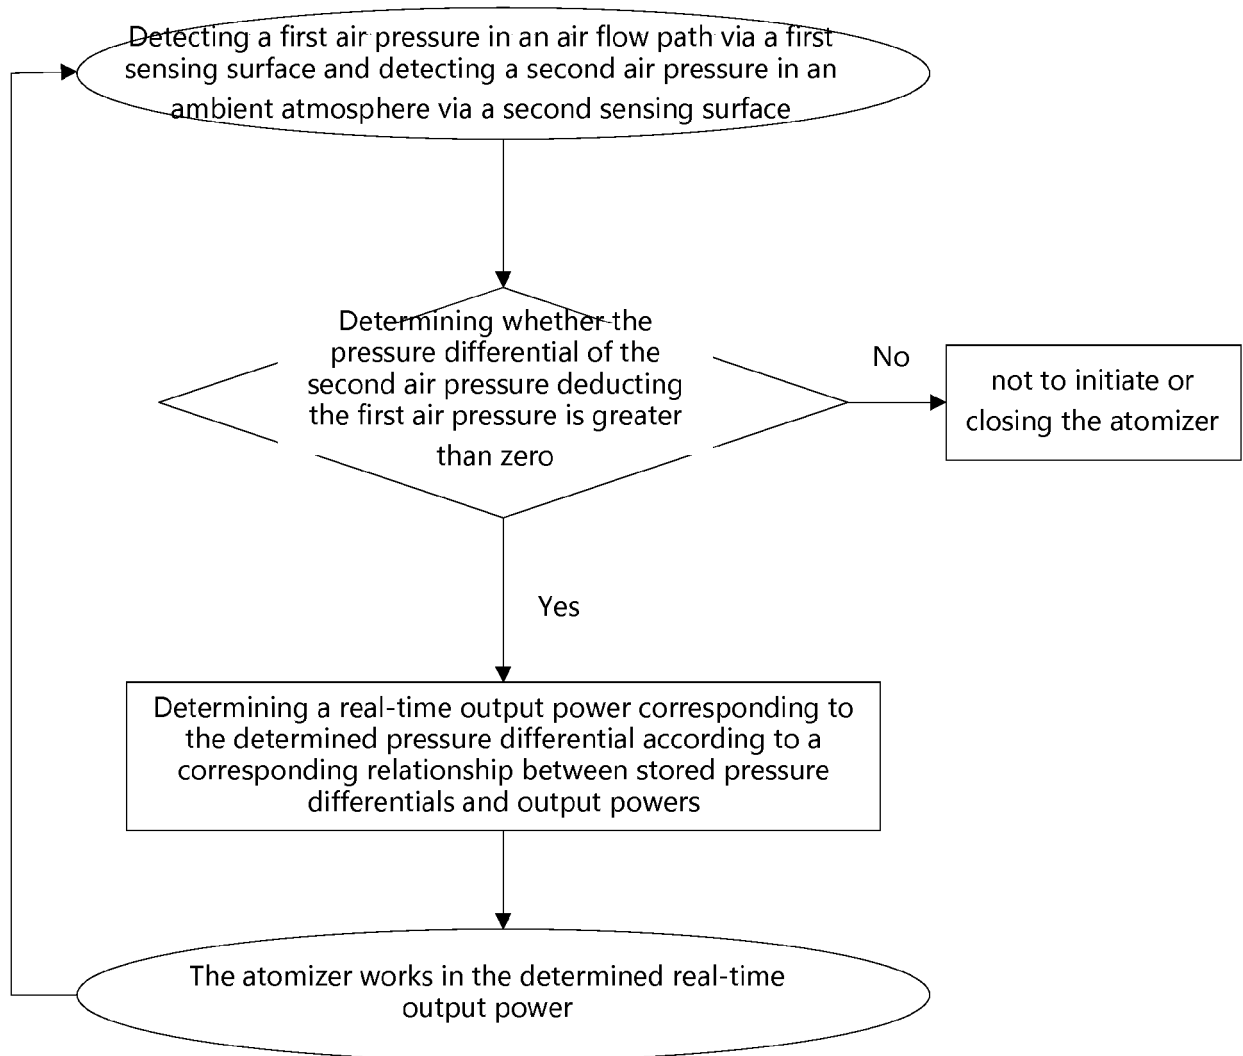 Detecting a first air pressure in an air flow path via a first
sensing surface and detecting a second air pressure in an
ambient atmosphere via a second sensing surface
Determining whether the
pressure differential of the
second air pressure deducting
the first air pressure is greater
than zero
No
not to initiate or
closing the atomizer
Yes
Determining a real-time output power corresponding to
the determined pressure differential according to a
corresponding relationship between stored pressure
differentials and output powers
The atomizer works in the determined real-time
output power